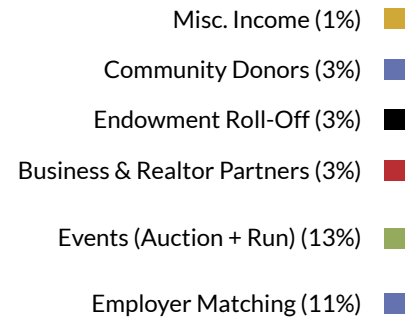 Misc. Income (1%)
Community Donors (3%)
Endowment Roll-Off (3%)
Business & Realtor Partners (3%)
Events (Auction + Run) (13%)
Employer Matching (11%)